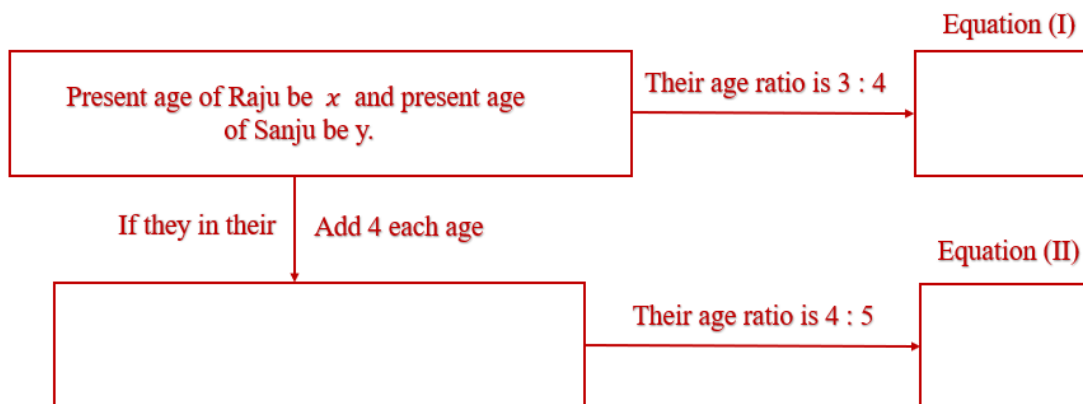 Equation (I)
Present age of Raju be x and present age
of Sanju be y.
Their age ratio is 3 : 4
If they in their
Add 4 each age
Equation (II)
Their age ratio is 4 : 5